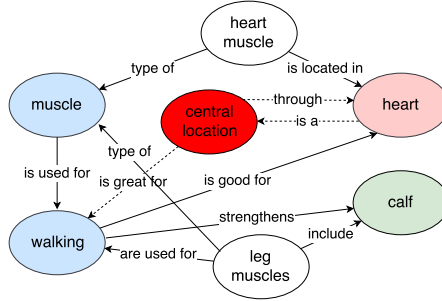 heart
muscle
type of
is located in
muscle
central
location
through
is a
heart
type of
is used for
is great for
is good for
calf
strengthens
walking
are used for
include
leg
muscles